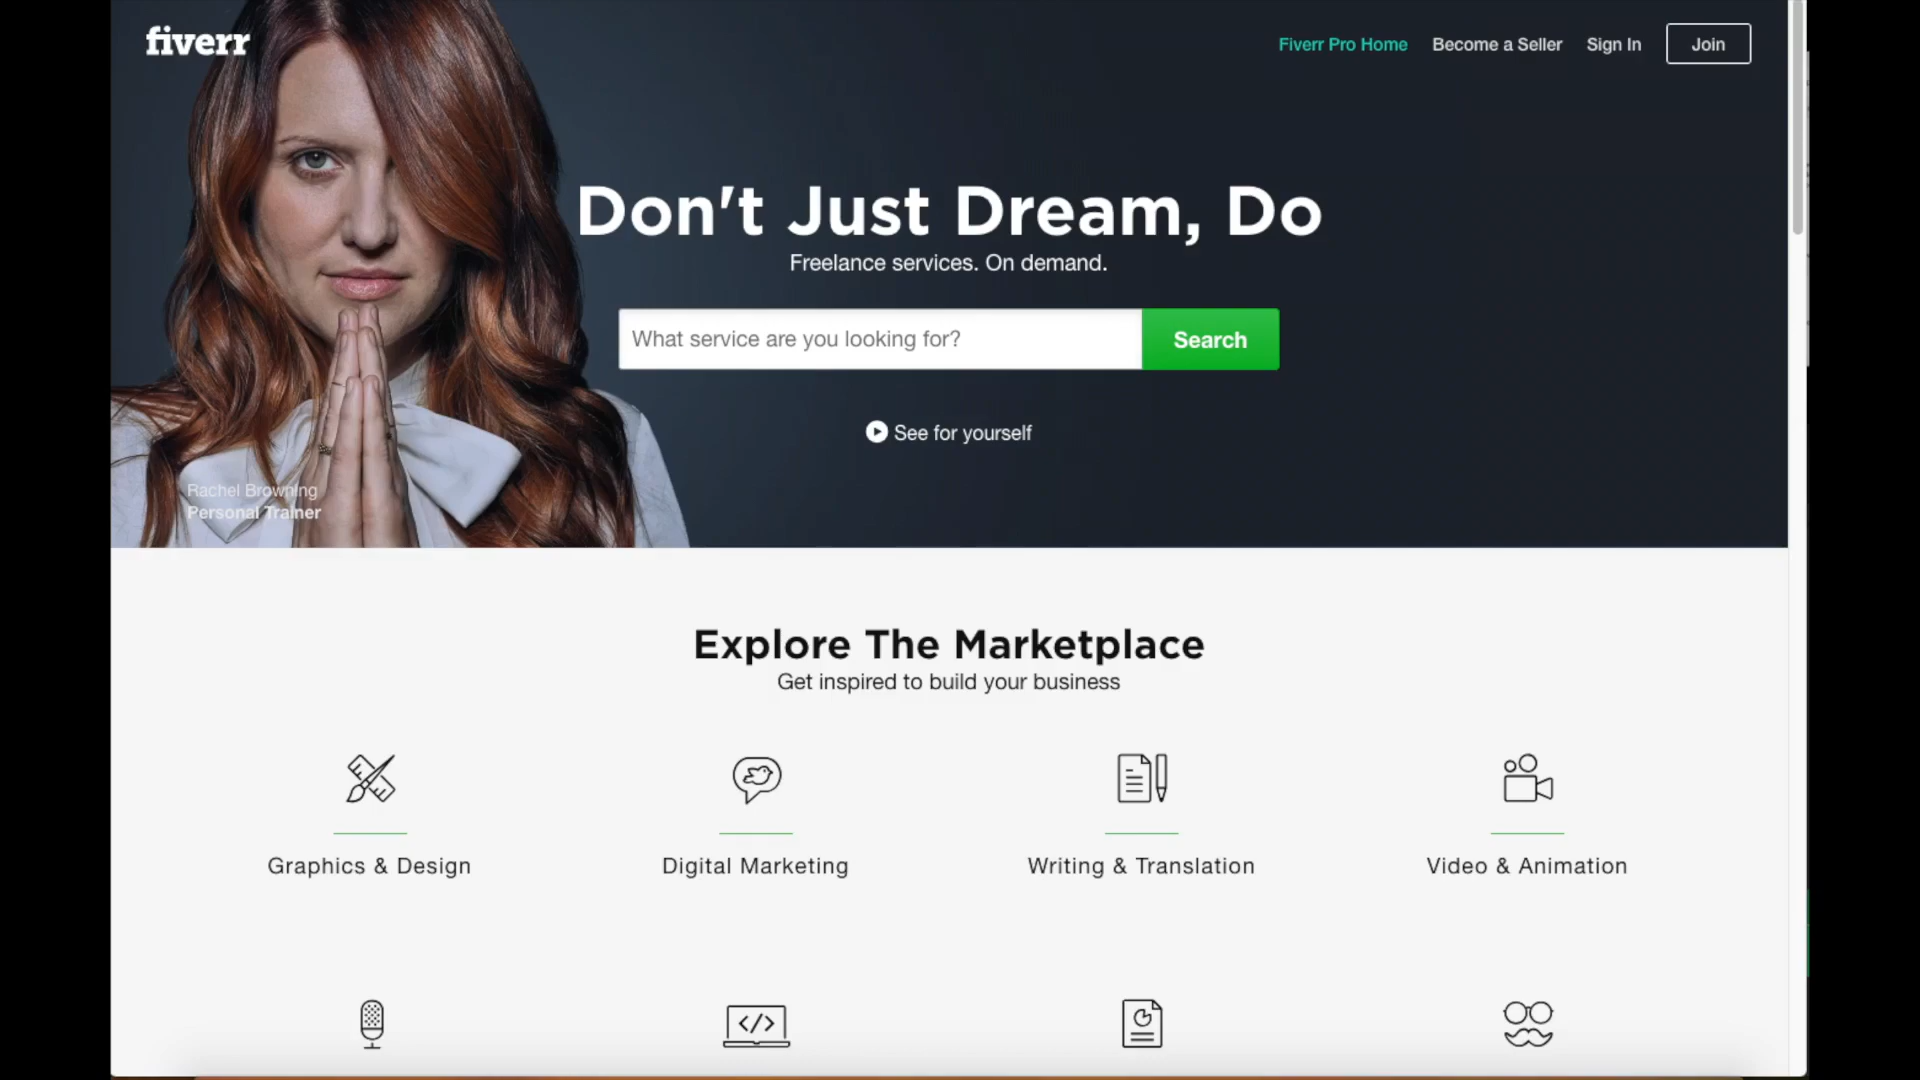 fiverr
Fiverr Pro Home
Become a Seller
Sign In
Join
Don't Just Dream, Do
Freelance services. On demand.
What service are you looking for?
Search
See for yourself
Rachel Browning
Personal Trainer
Explore The Marketplace
Get inspired to build your business
Graphics & Design
Digital Marketing
Writing & Translation
Video & Animation